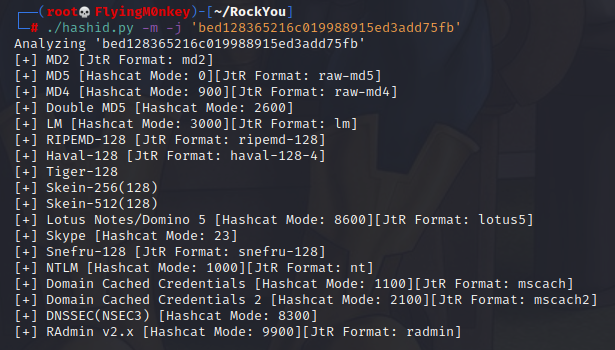 ┌──(root💀FlyingM0nkey)-[~/RockYou]
└─# ./hashid.py -m -j 'bed128365216c019988915ed3add75fb'
Analyzing 'bed128365216c019988915ed3add75fb'
[+] MD2 [JtR Format: md2]
[+] MD5 [Hashcat Mode: 0][JtR Format: raw-md5]
[+] MD4 [Hashcat Mode: 900][JtR Format: raw-md4]
[+] Double MD5 [Hashcat Mode: 2600]
[+] LM [Hashcat Mode: 3000][JtR Format: lm]
[+] RIPEMD-128 [JtR Format: ripemd-128]
[+] Haval-128 [JtR Format: haval-128-4]
[+] Tiger-128
[+] Skein-256(128)
[+] Skein-512(128)
[+] Lotus Notes/Domino 5 [Hashcat Mode: 8600][JtR Format: lotus5]
[+] Skype [Hashcat Mode: 23]
[+] Snefru-128 [JtR Format: snefru-128]
[+] NTLM [Hashcat Mode: 1000][JtR Format: nt]
[+] Domain Cached Credentials [Hashcat Mode: 1100][JtR Format: mscach]
[+] Domain Cached Credentials 2 [Hashcat Mode: 2100][JtR Format: mscach2]
[+] DNSSEC(NSEC3) [Hashcat Mode: 8300]
[+] RAdmin v2.x [Hashcat Mode: 9900][JtR Format: radmin]